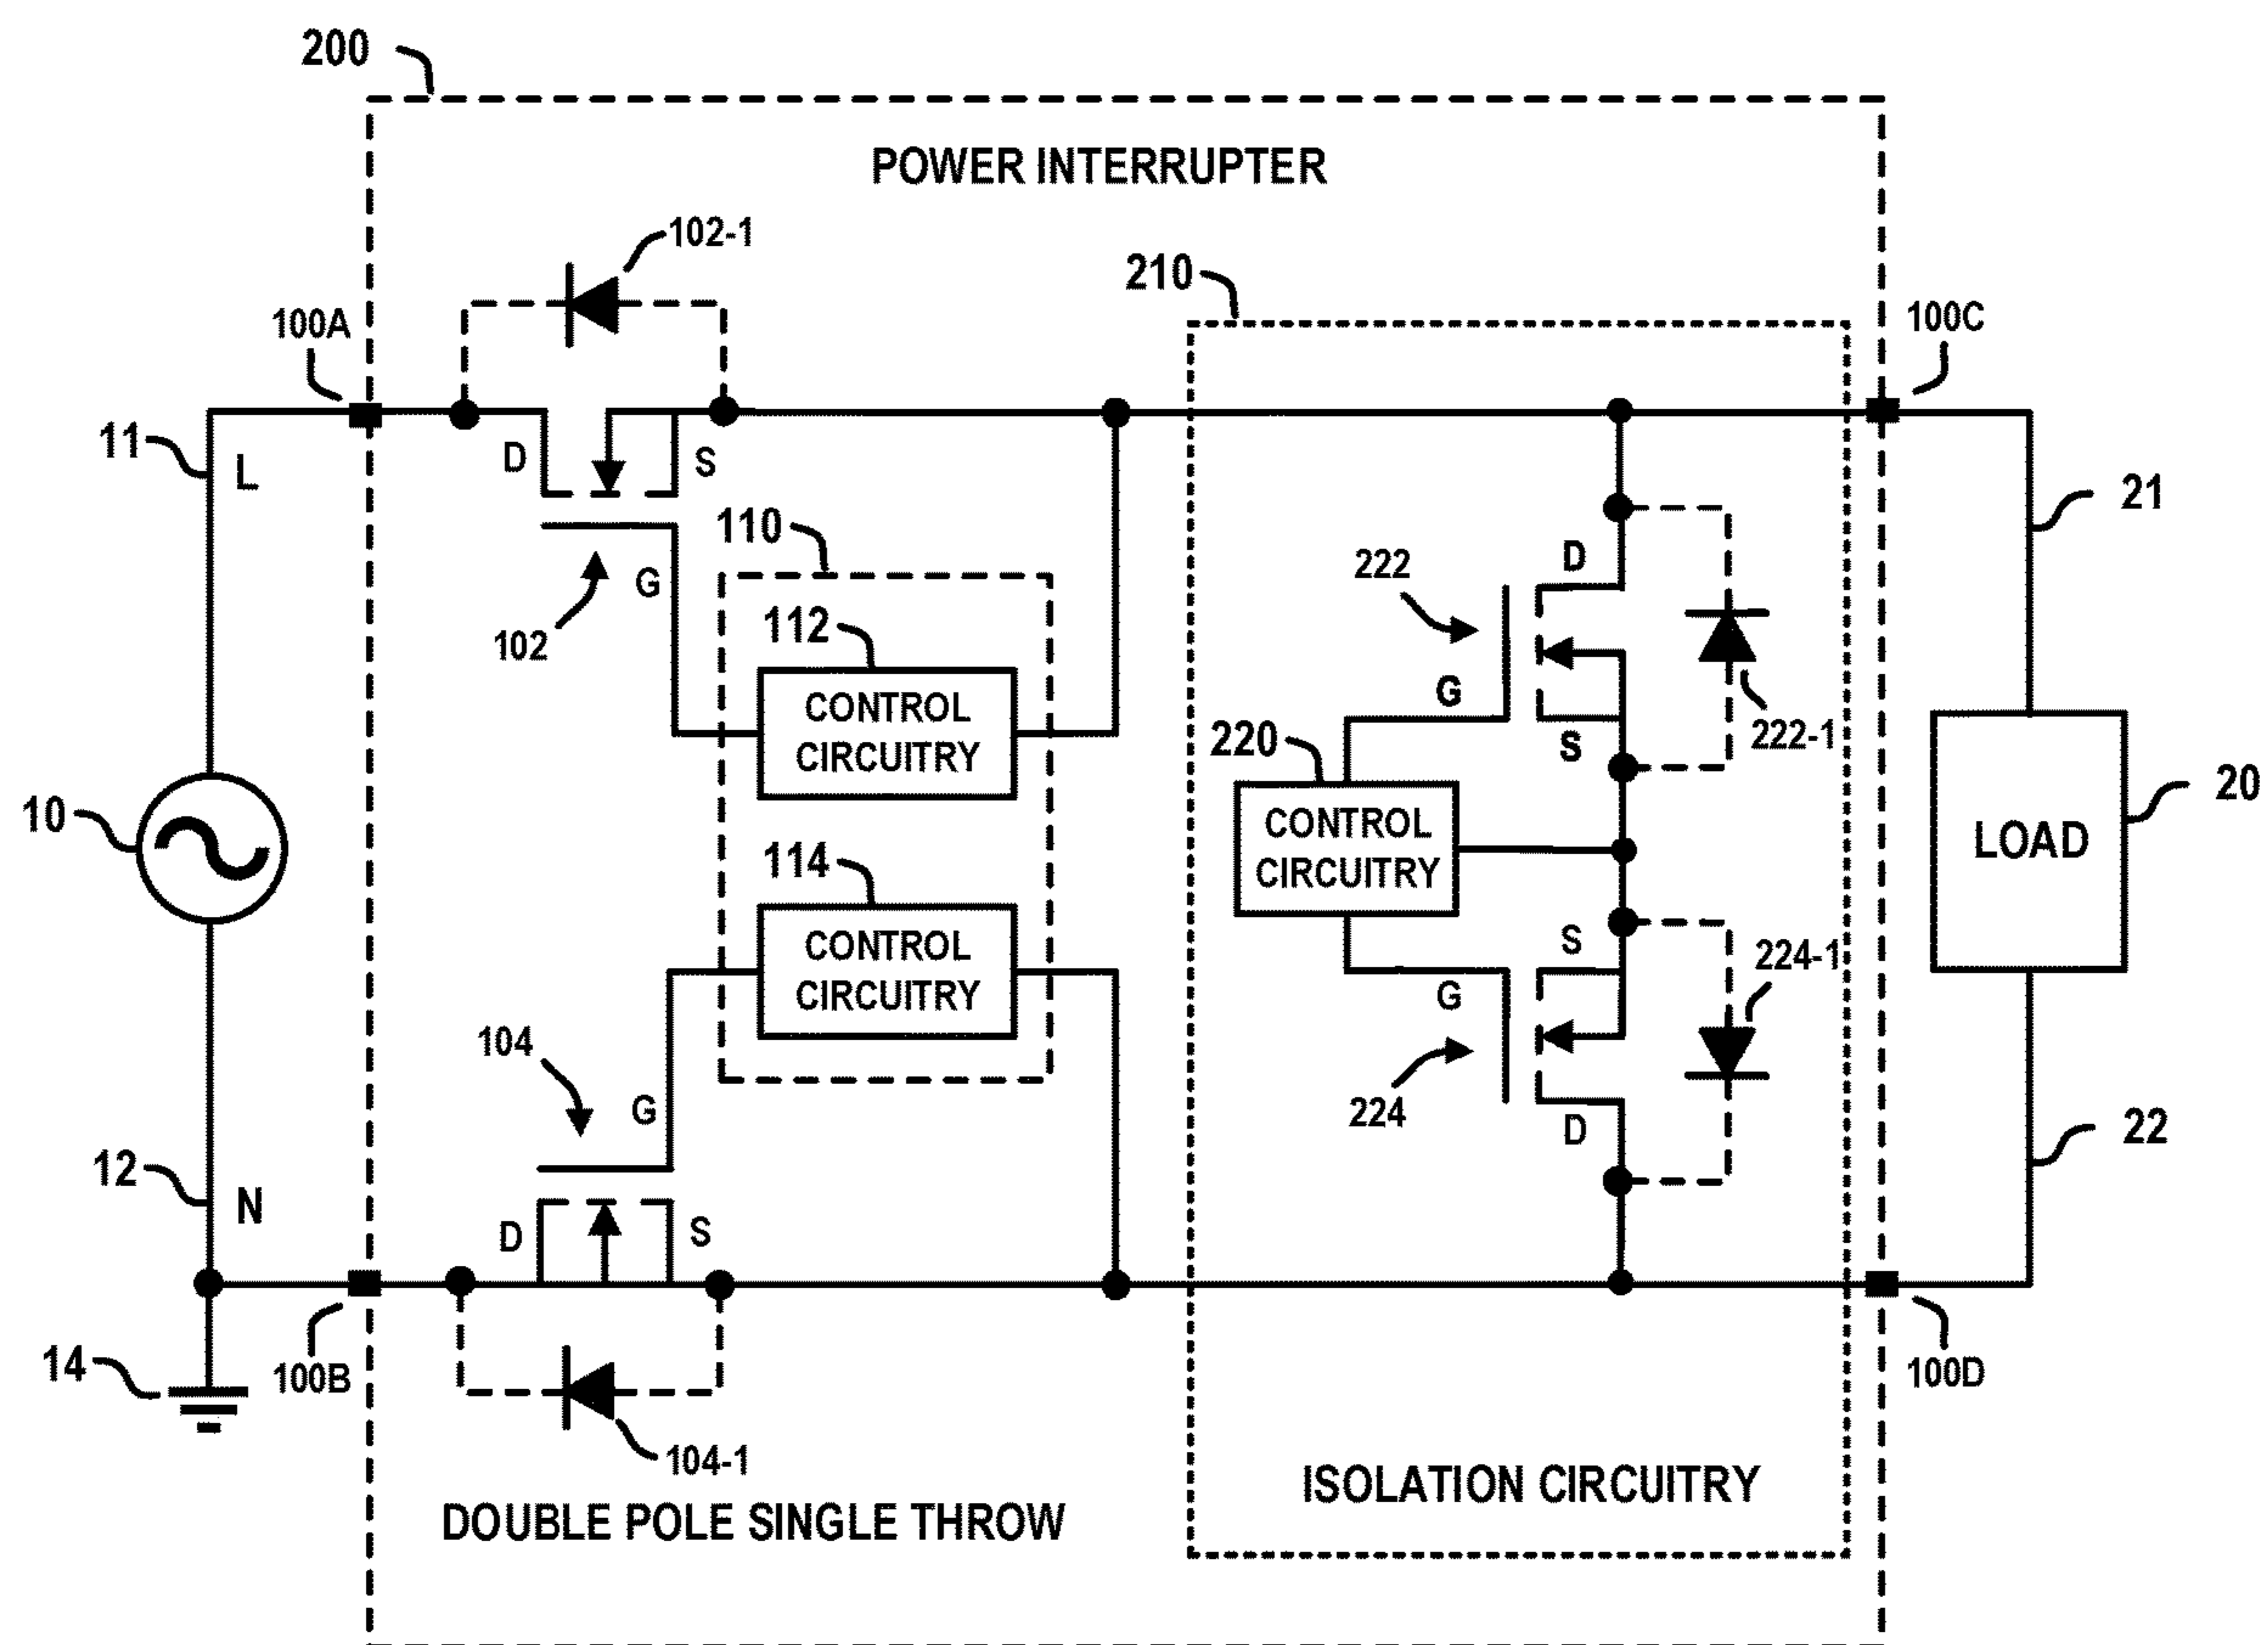 200
POWER INTERRUPTER
102-1
210
100A
100C
11
L
D
S
21
110
222
D
G
102
112
CONTROL
CIRCUITRY
G
S
222-1
220
10
CONTROL
CIRCUITRY
20
LOAD
114
CONTROL
CIRCUITRY
S
224-1
G
104
G
224
D
22
12
N
D
S
14
100B
100D
104-1
ISOLATION CIRCUITRY
DOUBLE POLE SINGLE THROW